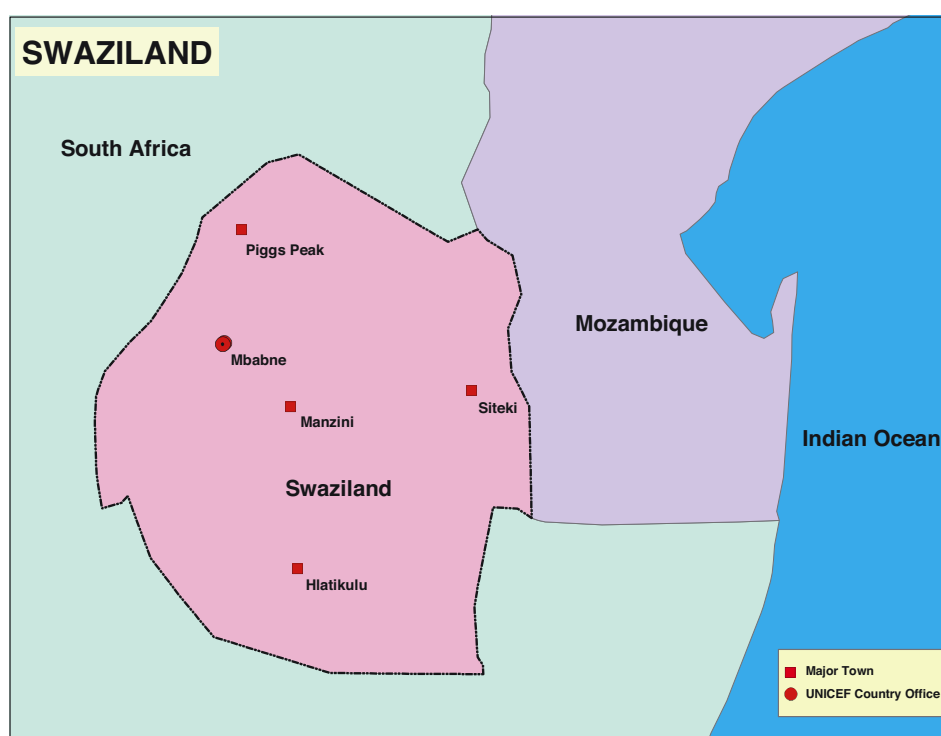 SWAZILAND
South Africa
Piggs Peak
Mozambique
Mbabne
Siteki
Manzini
Indian Ocean
Swaziland
Hlatikulu
Major Town
UNICEF Country Office